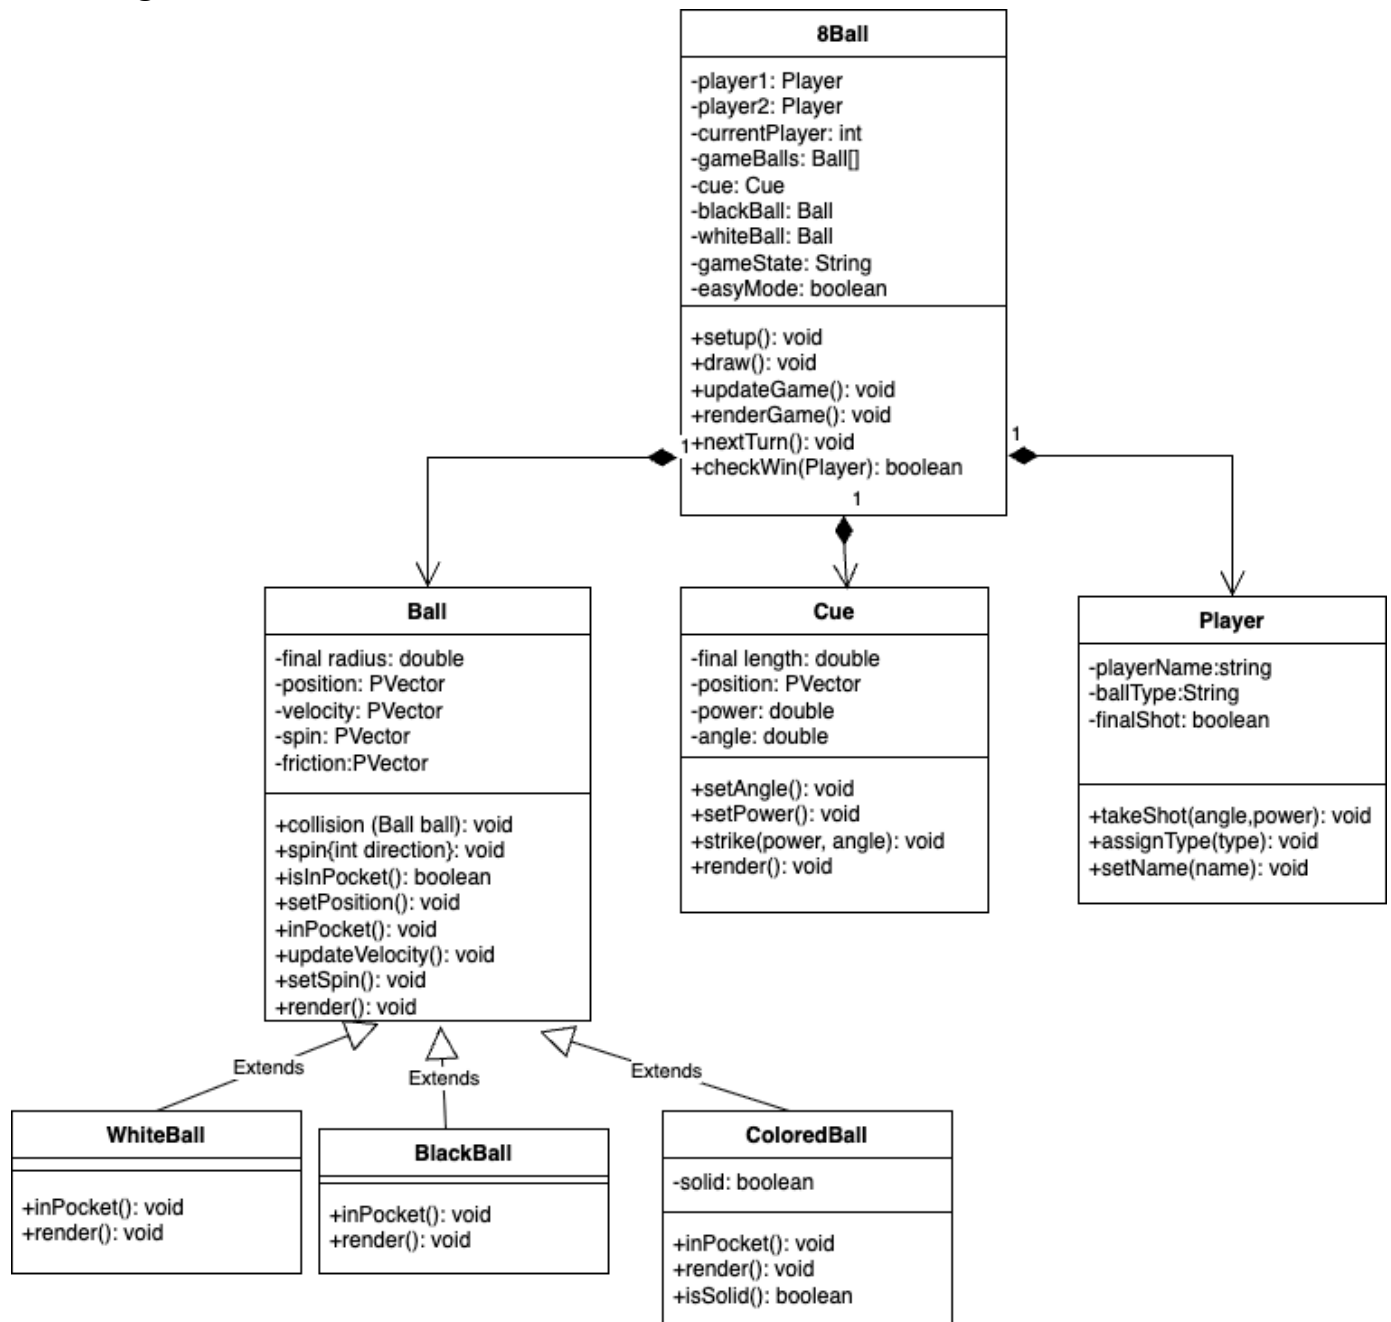 8Ball
-player1: Player
-player2: Player
-currentPlayer: int
-gameBalls: Ball[]
-cue: Cue
-blackBall: Ball
-whiteBall: Ball
-gameState: String
-easyMode: boolean
+setup(): void
+draw(): void
+updateGame(): void
+renderGame(): void
+nextTurn(): void
+checkWin(Player): boolean
1
1
1
Ball
-final radius: double
-position: PVector
-velocity: PVector
-spin: PVector
-friction:PVector
+collision (Ball ball): void
+spin{int direction}: void
+isInPocket(): boolean
+setPosition(): void
+inPocket(): void
+updateVelocity(): void
+setSpin(): void
+render(): void
Cue
-final length: double
-position: PVector
-power: double
-angle: double
+setAngle(): void
+setPower(): void
+strike(power, angle): void
+render(): void
Player
-playerName:string
-ballType:String
-finalShot: boolean
+takeShot(angle,power): void
+assignType(type): void
+setName(name): void
Extends
Extends
Extends
WhiteBall
+inPocket(): void
+render(): void
BlackBall
+inPocket(): void
+render(): void
ColoredBall
-solid: boolean
+inPocket(): void
+render(): void
+isSolid(): boolean